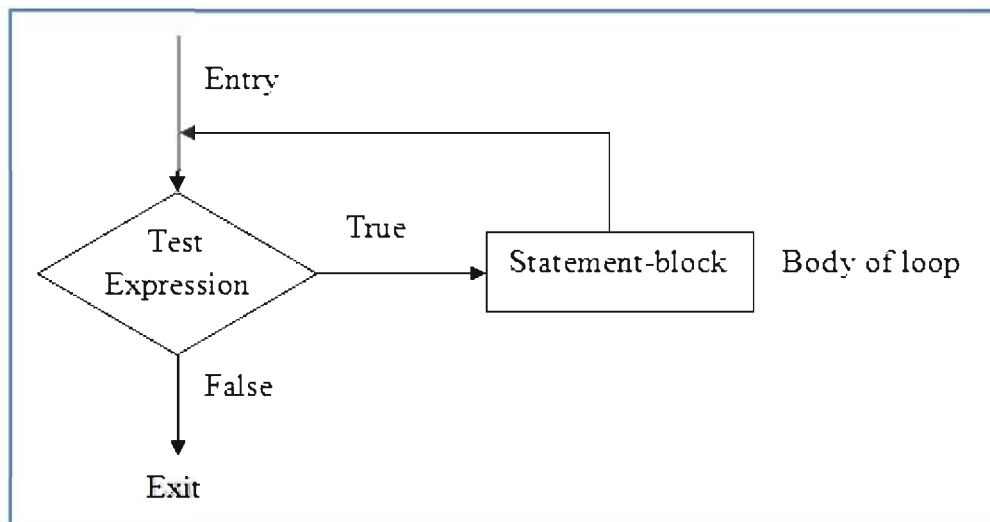 Entry
True
Test
Expression
Statement-block
Body of loop
False
Exit